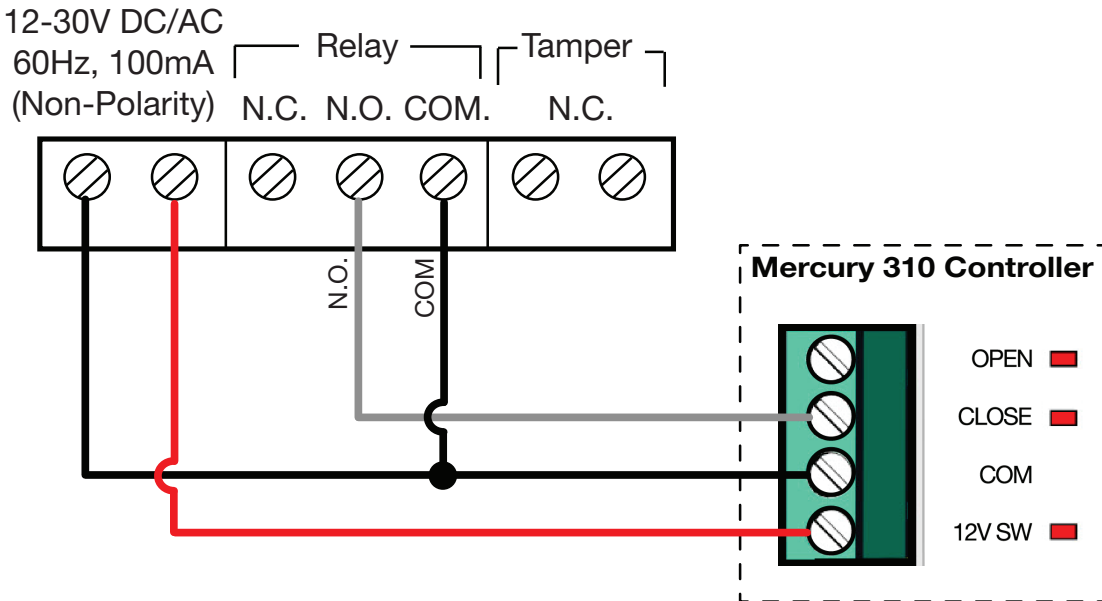 12-30V DC/AC
60Hz, 100mA
(Non-Polarity)
Relay
Tamper
N.C. N.O. COM.
N.C.
N.O.
COM
Mercury 310 Controller
OPEN
CLOSE
COM
12V SW